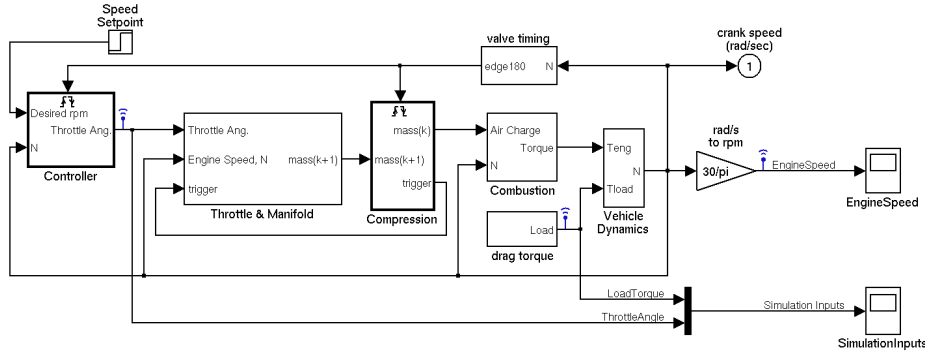 Speed
Setpoint
valve timing
edge180
N
crank speed
(rad/sec)
1
Desired rpm
Throttle Ang.
N
Controller
Throttle Ang.
Engine Speed, N
mass(k+1)
trigger
Throttle & Manifold
mass(k)
mass(k+1)
trigger
Compression
Air Charge
Torque
N
Combustion
Teng
N
Tload
Vehicle
Dynamics
rad/s
to rpm
30/pi
EngineSpeed
EngineSpeed
Load
drag torque
LoadTorque
ThrottleAngle
Simulation Inputs
SimulationInputs